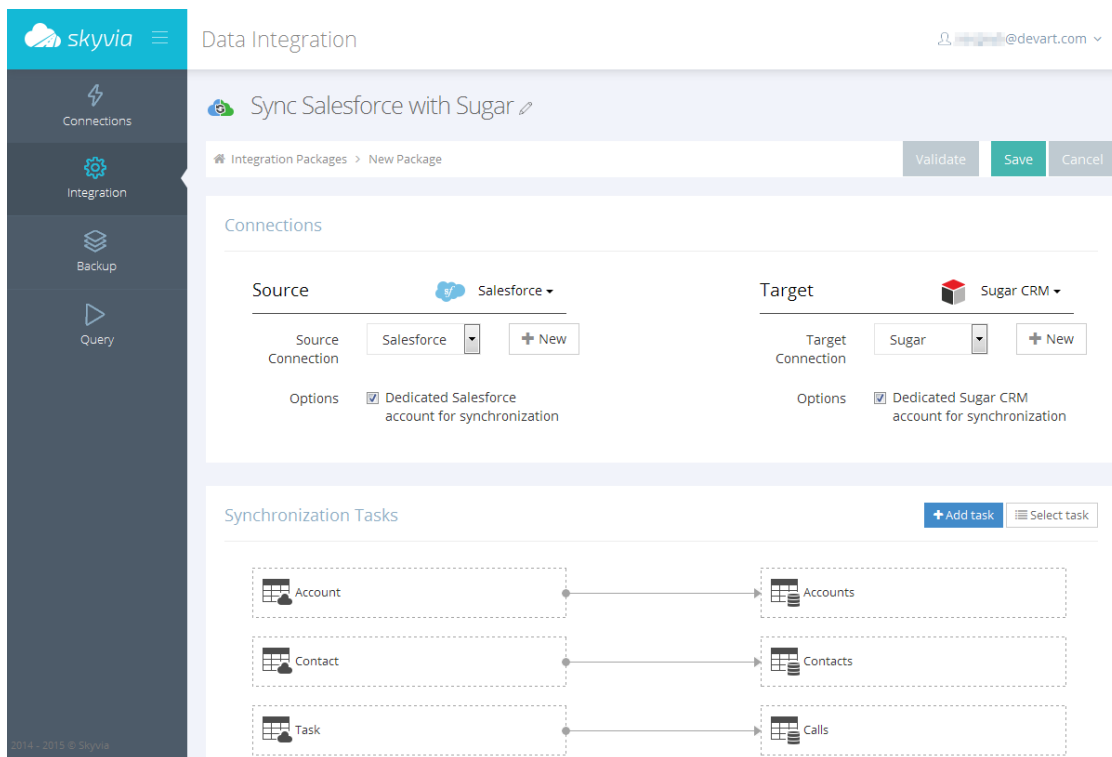 skyvia
Data Integration
@devart.com
Connections
Integration
Backup
Query
2014 - 2015 © Skyvia
Sync Salesforce with Sugar
Integration Packages > New Package
Validate
Save
Cancel
Connections
Source
Salesforce
Source
Connection
Salesforce
+ New
Options
Dedicated Salesforce
account for synchronization
Target
Sugar CRM
Target
Connection
Sugar
+ New
Options
Dedicated Sugar CRM
account for synchronization
Synchronization Tasks
+ Add task
Select task
Account
Accounts
Contact
Contacts
Task
Calls